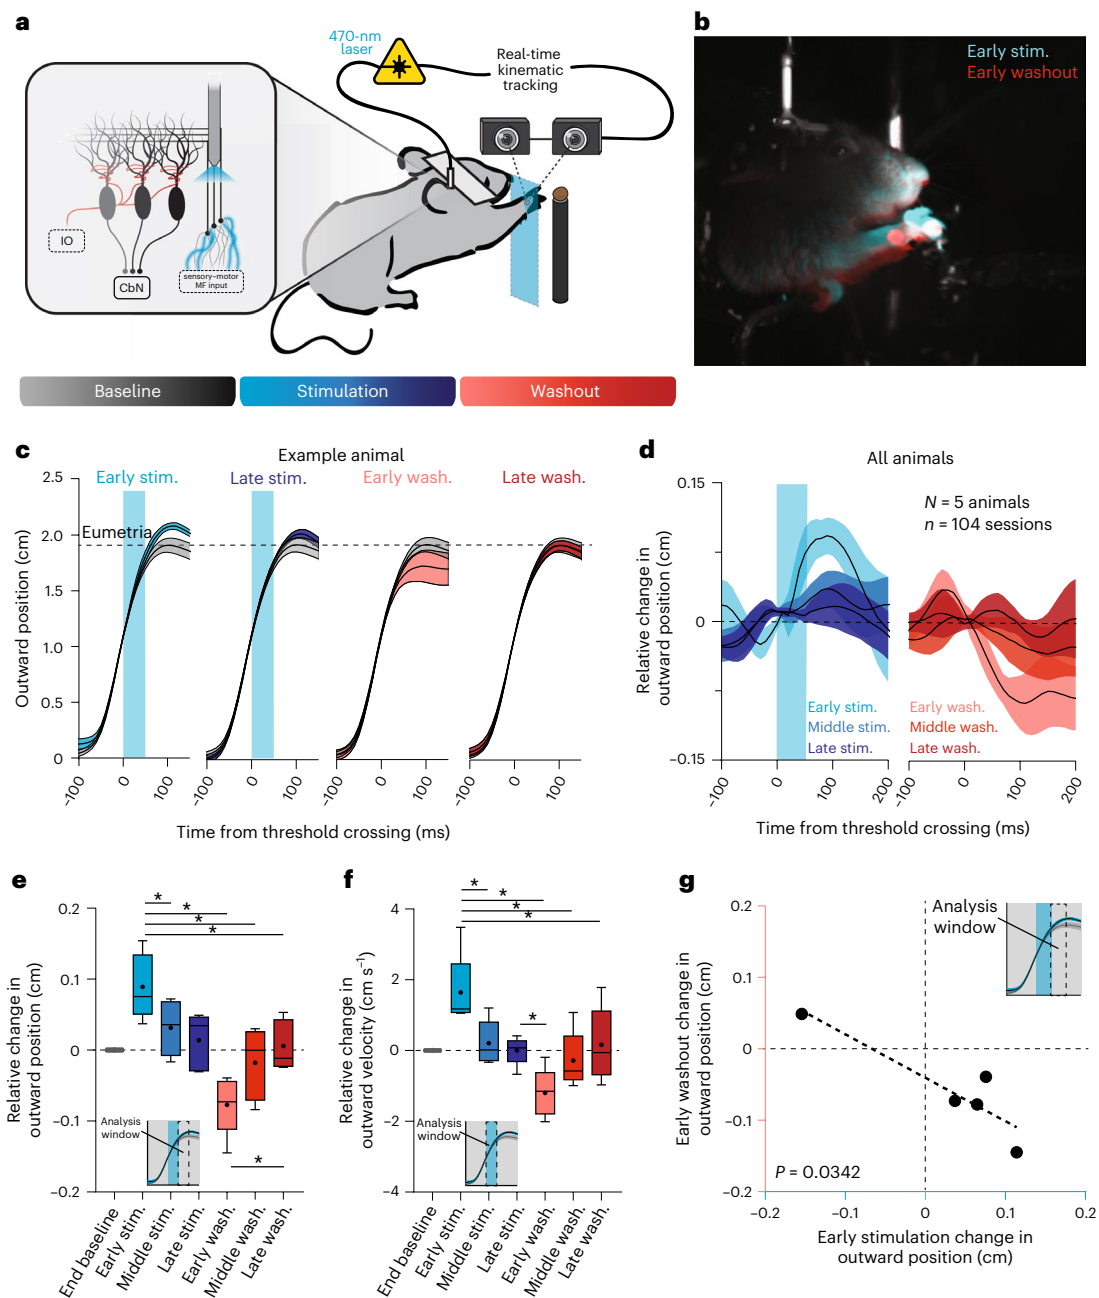 a
470-nm
laser
Real-time
kinematic
tracking
IO
CbN
sensory–motor
MF input
Baseline
Stimulation
Washout
b
Early stim.
Early washout
c
Example animal
Early stim.
Late stim.
Early wash.
Late wash.
Eumetria
Outward position (cm)
2.5
2.0
1.5
1.0
0.5
0
–100
0
100
–100
0
100
–100
0
100
–100
0
100
Time from threshold crossing (ms)
d
All animals
N = 5 animals
n = 104 sessions
Relative change in
outward position (cm)
0.15
0
–0.15
Early stim.
Middle stim.
Late stim.
Early wash.
Middle wash.
Late wash.
–100
0
100
200
–100
0
100
200
Time from threshold crossing (ms)
e
Relative change in
outward position (cm)
0.2
0.1
0
–0.1
–0.2
*
*
*
*
*
Analysis
window
End baseline
Early stim.
Middle stim.
Late stim.
Early wash.
Middle wash.
Late wash.
f
Relative change in
outward velocity (cm s–1)
4
2
0
–2
–4
*
*
*
*
*
Analysis
window
End baseline
Early stim.
Middle stim.
Late stim.
Early wash.
Middle wash.
Late wash.
g
Analysis
window
Early washout change in
outward position (cm)
0.2
0.1
0
–0.1
–0.2
P = 0.0342
–0.2
–0.1
0
0.1
0.2
Early stimulation change in
outward position (cm)